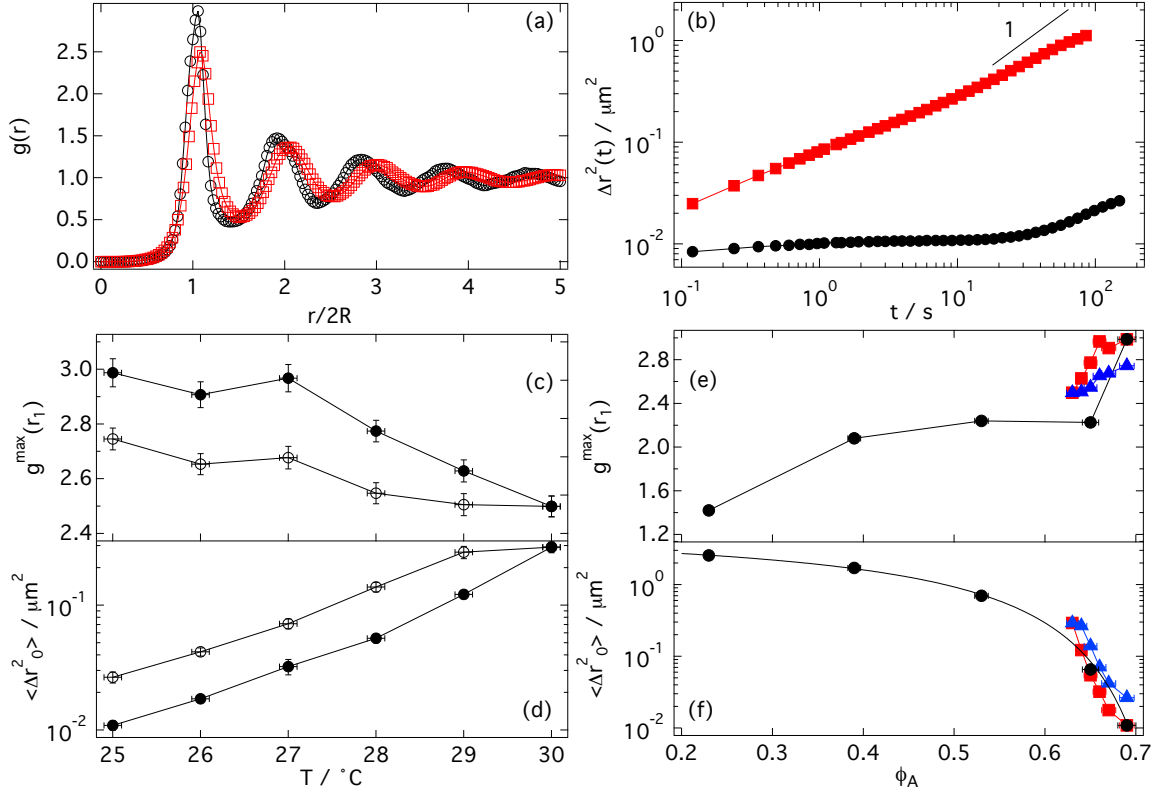 (a)
g(r)
2.5
2.0
1.5
1.0
0.5
0.0
0 1 2 3 4 5
r/2R
(b)
1
Δr²(t) / μm²
10⁰
10⁻¹
10⁻²
10⁻¹ 10⁰ 10¹ 10²
t / s
(c)
g^max(r₁)
3.0
2.8
2.6
2.4
(d)
<Δr²₀> / μm²
10⁻¹
10⁻²
25 26 27 28 29 30
T / ˚C
(e)
g^max(r₁)
2.8
2.4
2.0
1.6
1.2
(f)
<Δr²₀> / μm²
10⁰
10⁻¹
10⁻²
0.2 0.3 0.4 0.5 0.6 0.7
ϕ_A